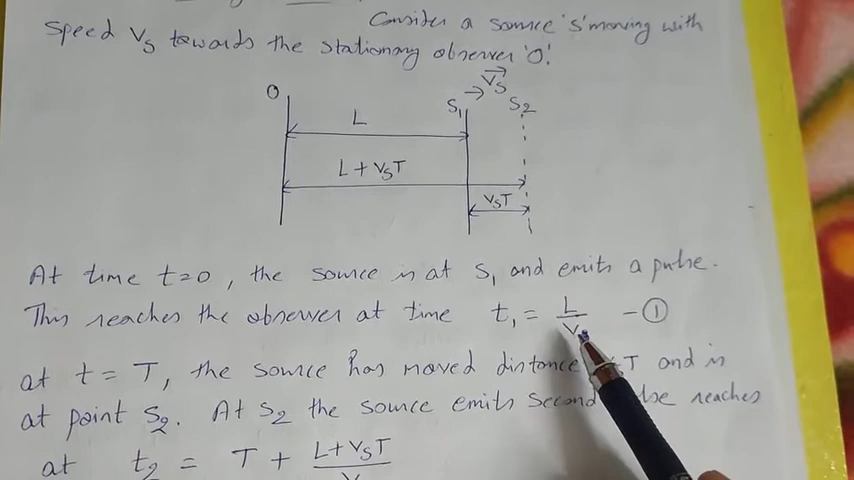 Consider a source 'S' moving with
speed Vs towards the stationary observer 'O'.
O
S₁
→ V⃗s
S₂
L
L + VsT
VsT
At time t=0, the source is at S₁ and emits a pulse.
This reaches the observer at time t₁ = L/v - ①
at t = T, the source has moved distance T and is
at point S₂. At S₂ the source emits second reaches
at t₂ = T + (L+VsT)/v